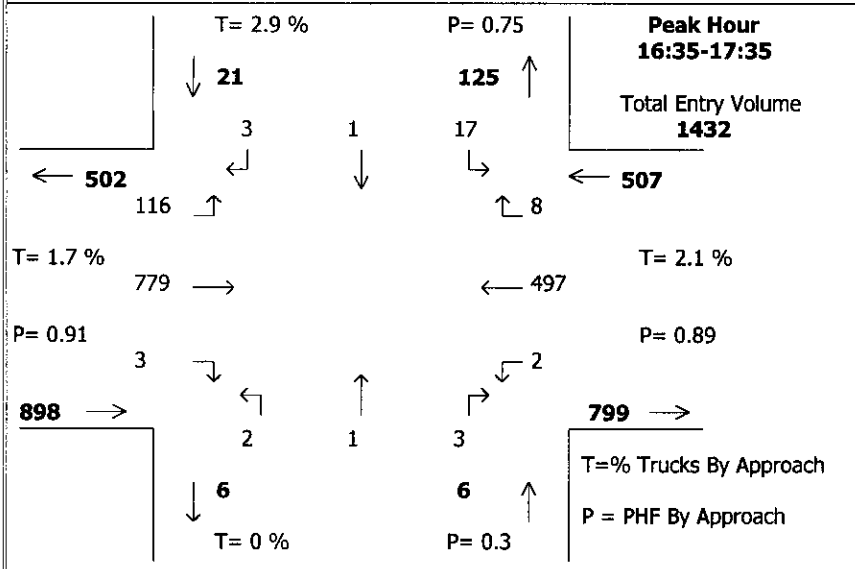 T= 2.9 % P= 0.75 Peak Hour
16:35-17:35
21 125
Total Entry Volume
3 1 17 1432
502 507
116 8
T= 1.7 % T= 2.1 %
779 497
P= 0.91 P= 0.89
3 2
898 799
2 1 3
T=% Trucks By Approach
6 6
P = PHF By Approach
T= 0 % P= 0.3